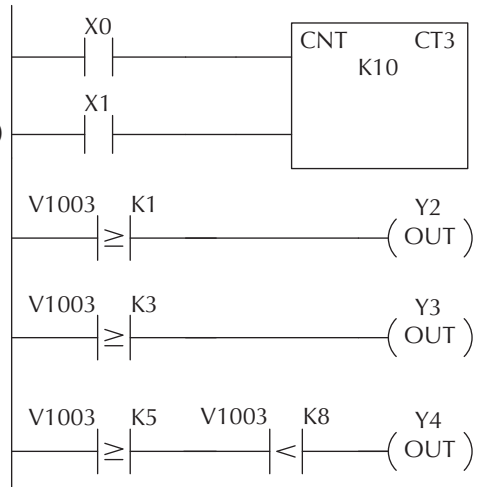 X0
CNT CT3
K10
X1
V1003 K1 Y2
≥ OUT
V1003 K3 Y3
≥ OUT
V1003 K5 V1003 K8 Y4
≥ < OUT